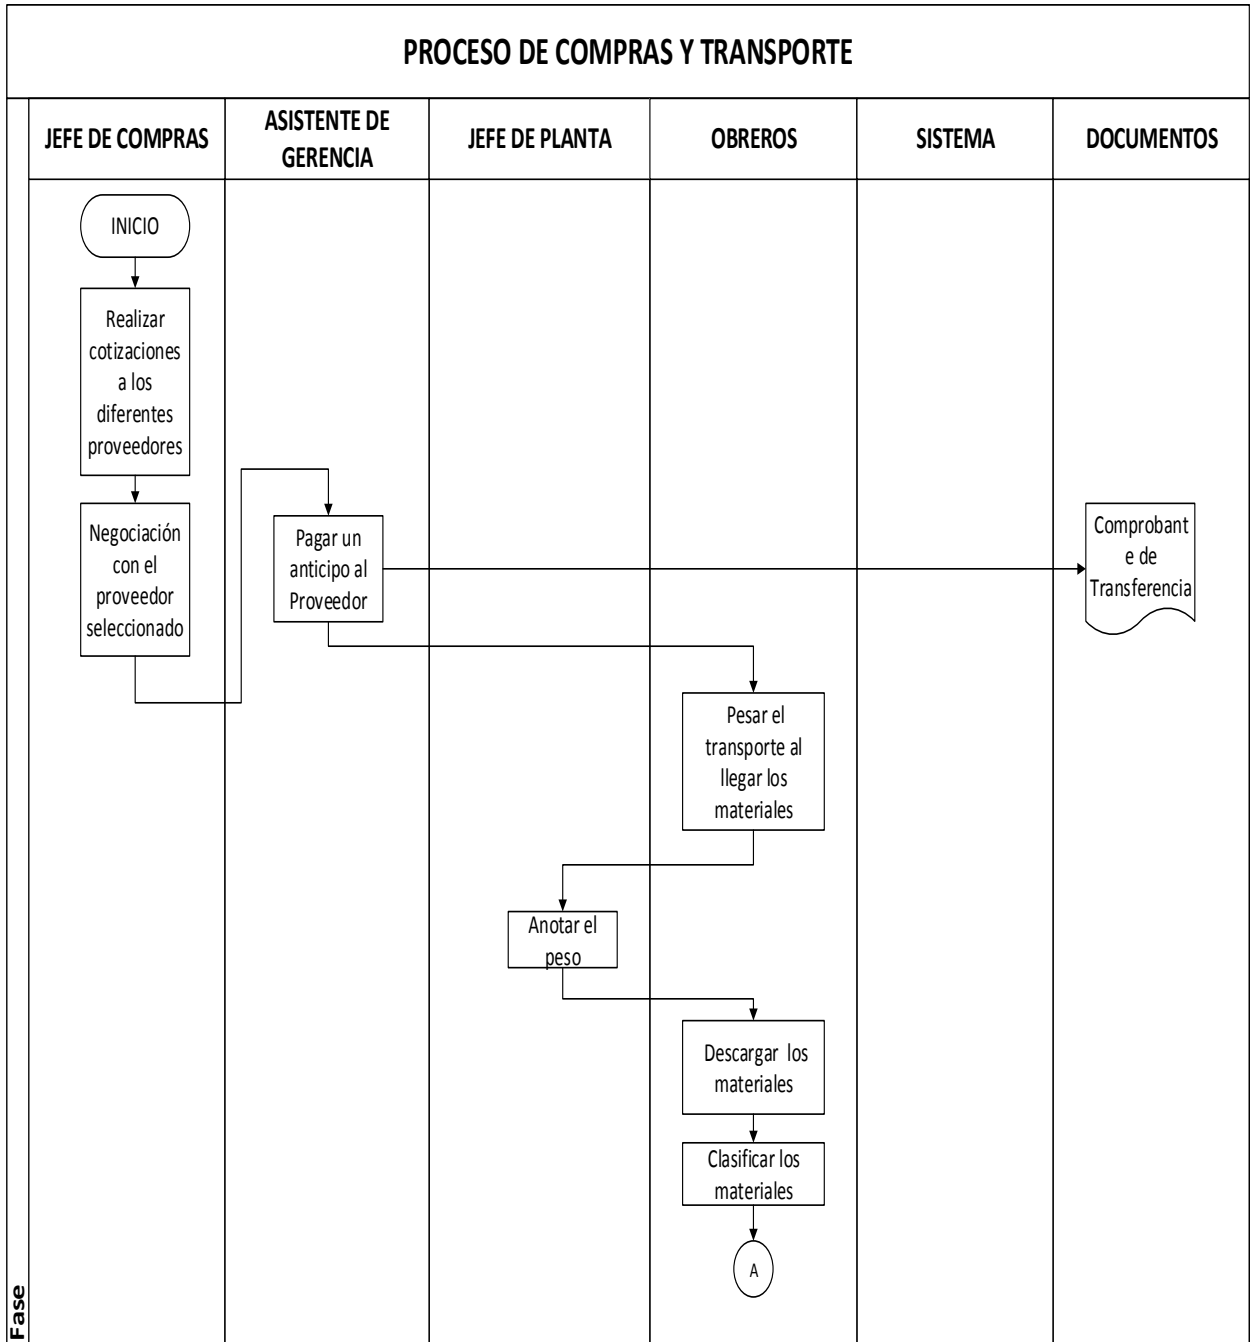 PROCESO DE COMPRAS Y TRANSPORTE
JEFE DE COMPRAS
ASISTENTE DE
GERENCIA
JEFE DE PLANTA
OBREROS
SISTEMA
DOCUMENTOS
INICIO
Realizar
cotizaciones
a los
diferentes
proveedores
Negociación
con el
proveedor
seleccionado
Pagar un
anticipo al
Proveedor
Comprobant
e de
Transferencia
Pesar el
transporte al
llegar los
materiales
Anotar el
peso
Descargar los
materiales
Clasificar los
materiales
A
Fase